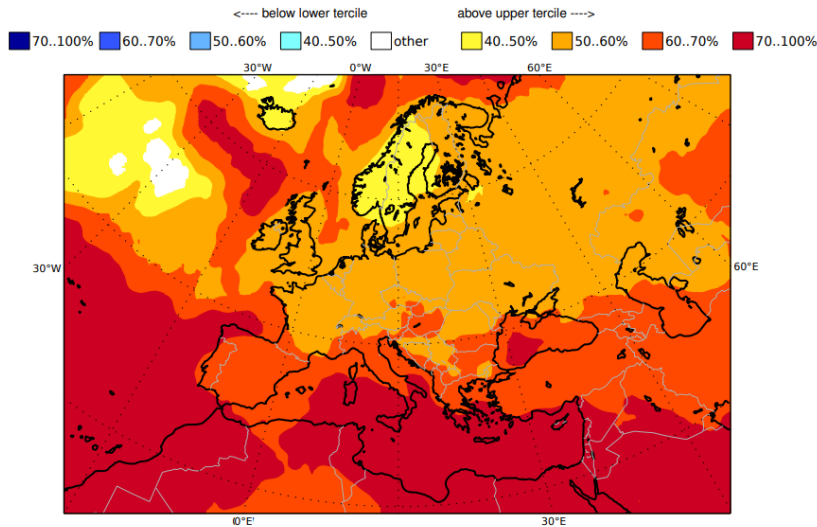 <---- below lower tercile above upper tercile ---->
70..100% 60..70% 50..60% 40..50% other 40..50% 50..60% 60..70% 70..100%
30°W 0°W 30°E 60°E
30°W 60°E
0°E' 30°E